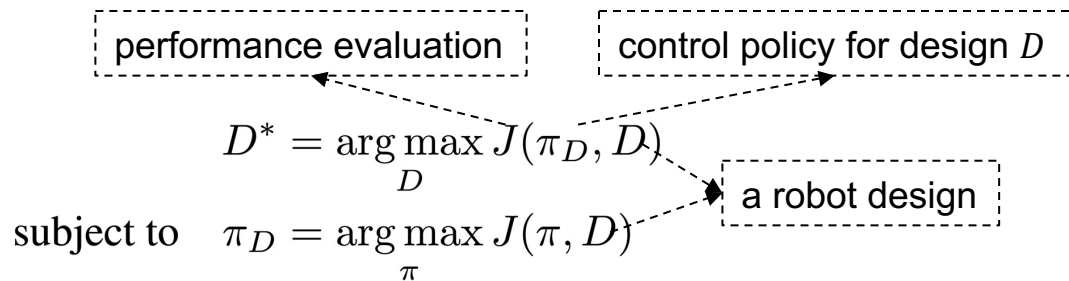 performance evaluation
control policy for design D
D* = arg max J(π_D, D)
D
a robot design
subject to π_D = arg max J(π, D)
π